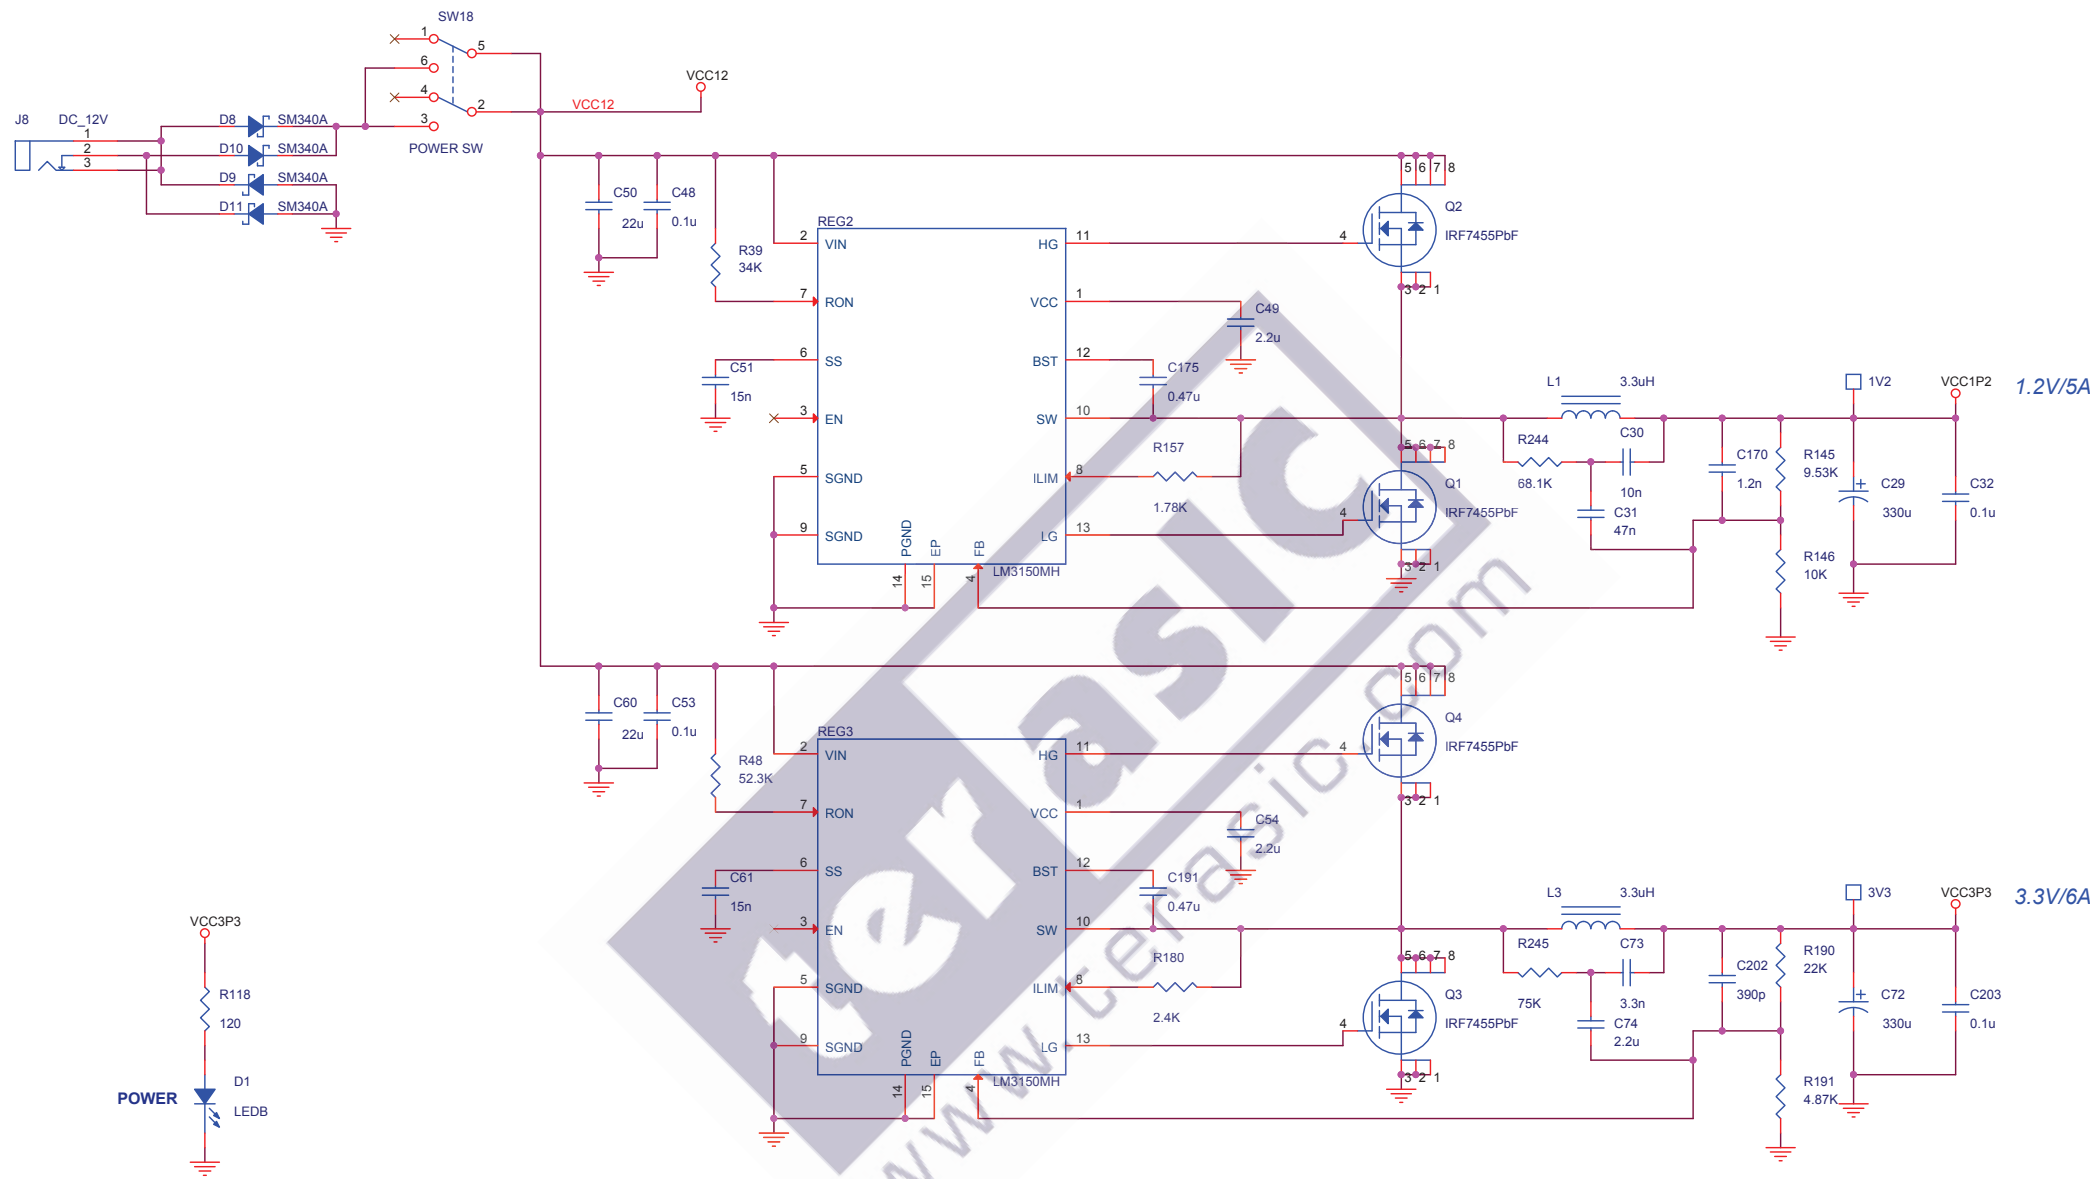 SW18
1
5
6
4
2
3
POWER SW
VCC12
VCC12
J8 DC_12V
1
2
3
D8 SM340A
D10 SM340A
D9 SM340A
D11 SM340A
C50
22u
C48
0.1u
R39
34K
REG2
2 VIN
7 RON
6 SS
3 EN
5 SGND
9 SGND
C51
15n
HG 11
VCC 1
BST 12
SW 10
ILIM 8
LG 13
PGND EP FB
14 15 4
LM3150MH
5 6 7 8
Q2
4
IRF7455PbF
3 2 1
C49
2.2u
C175
0.47u
R157
1.78K
5 6 7 8
Q1
4
IRF7455PbF
3 2 1
L1 3.3uH
R244 C30
68.1K 10n
C31
47n
C170
1.2n
R145
9.53K
R146
10K
1V2
VCC1P2
1.2V/5A
C29
330u
C32
0.1u
C60
22u
C53
0.1u
R48
52.3K
REG3
2 VIN
7 RON
6 SS
3 EN
5 SGND
9 SGND
C61
15n
HG 11
VCC 1
BST 12
SW 10
ILIM 8
LG 13
PGND EP FB
14 15 4
LM3150MH
5 6 7 8
Q4
4
IRF7455PbF
3 2 1
C54
2.2u
C191
0.47u
R180
2.4K
5 6 7 8
Q3
4
IRF7455PbF
3 2 1
L3 3.3uH
R245 C73
75K 3.3n
C74
2.2u
C202
390p
R190
22K
R191
4.87K
3V3
VCC3P3
3.3V/6A
C72
330u
C203
0.1u
VCC3P3
R118
120
D1
POWER
LEDB
terasic
www.terasic.com